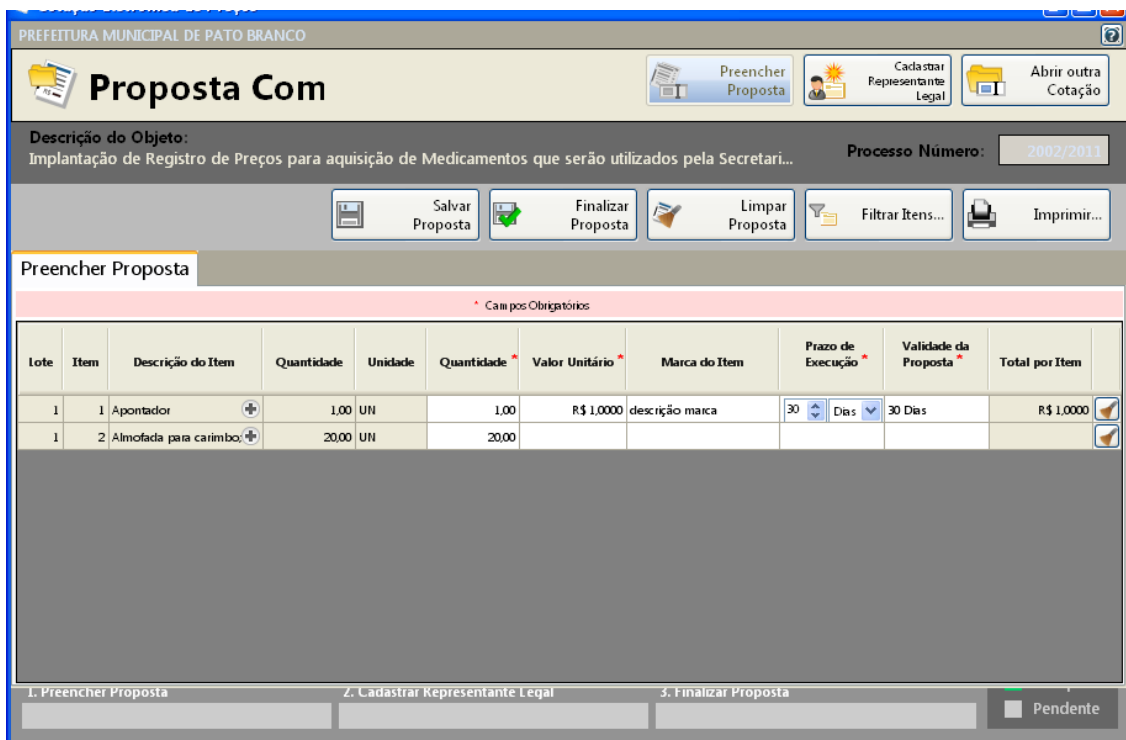 PREFEITURA MUNICIPAL DE PATO BRANCO
Proposta Com
Preencher
Proposta
Cadastrar
Representante
Legal
Abrir outra
Cotação
Descrição do Objeto:
Implantação de Registro de Preços para aquisição de Medicamentos que serão utilizados pela Secretari...
Processo Número:
2002/2011
Salvar
Proposta
Finalizar
Proposta
Limpar
Proposta
Filtrar Itens...
Imprimir...
Preencher Proposta
* Campos Obrigatórios
Lote Item Descrição do Item Quantidade Unidade Quantidade * Valor Unitário * Marca do Item Prazo de Execução * Validade da Proposta * Total por Item
1 1 Apontador 1,00 UN 1,00 R$ 1,0000 descrição marca 30 Dias 30 Dias R$ 1,0000
1 2 Almofada para carimbo; 20,00 UN 20,00
1. Preencher Proposta 2. Cadastrar Representante Legal 3. Finalizar Proposta
Pendente